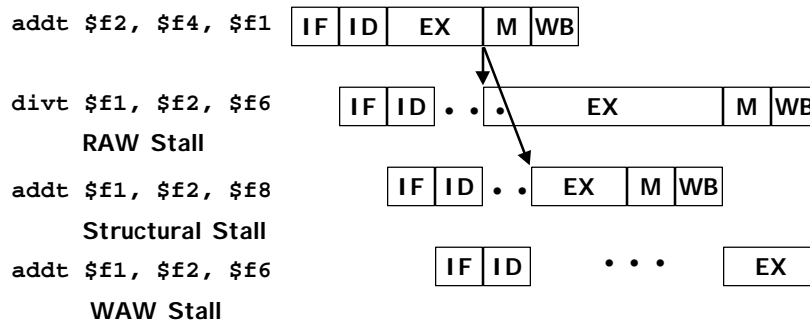 addt $f2, $f4, $f1 IF ID EX M WB
divt $f1, $f2, $f6 IF ID • • • EX M WB
RAW Stall
addt $f1, $f2, $f8 IF ID • • EX M WB
Structural Stall
addt $f1, $f2, $f6 IF ID • • • EX
WAW Stall